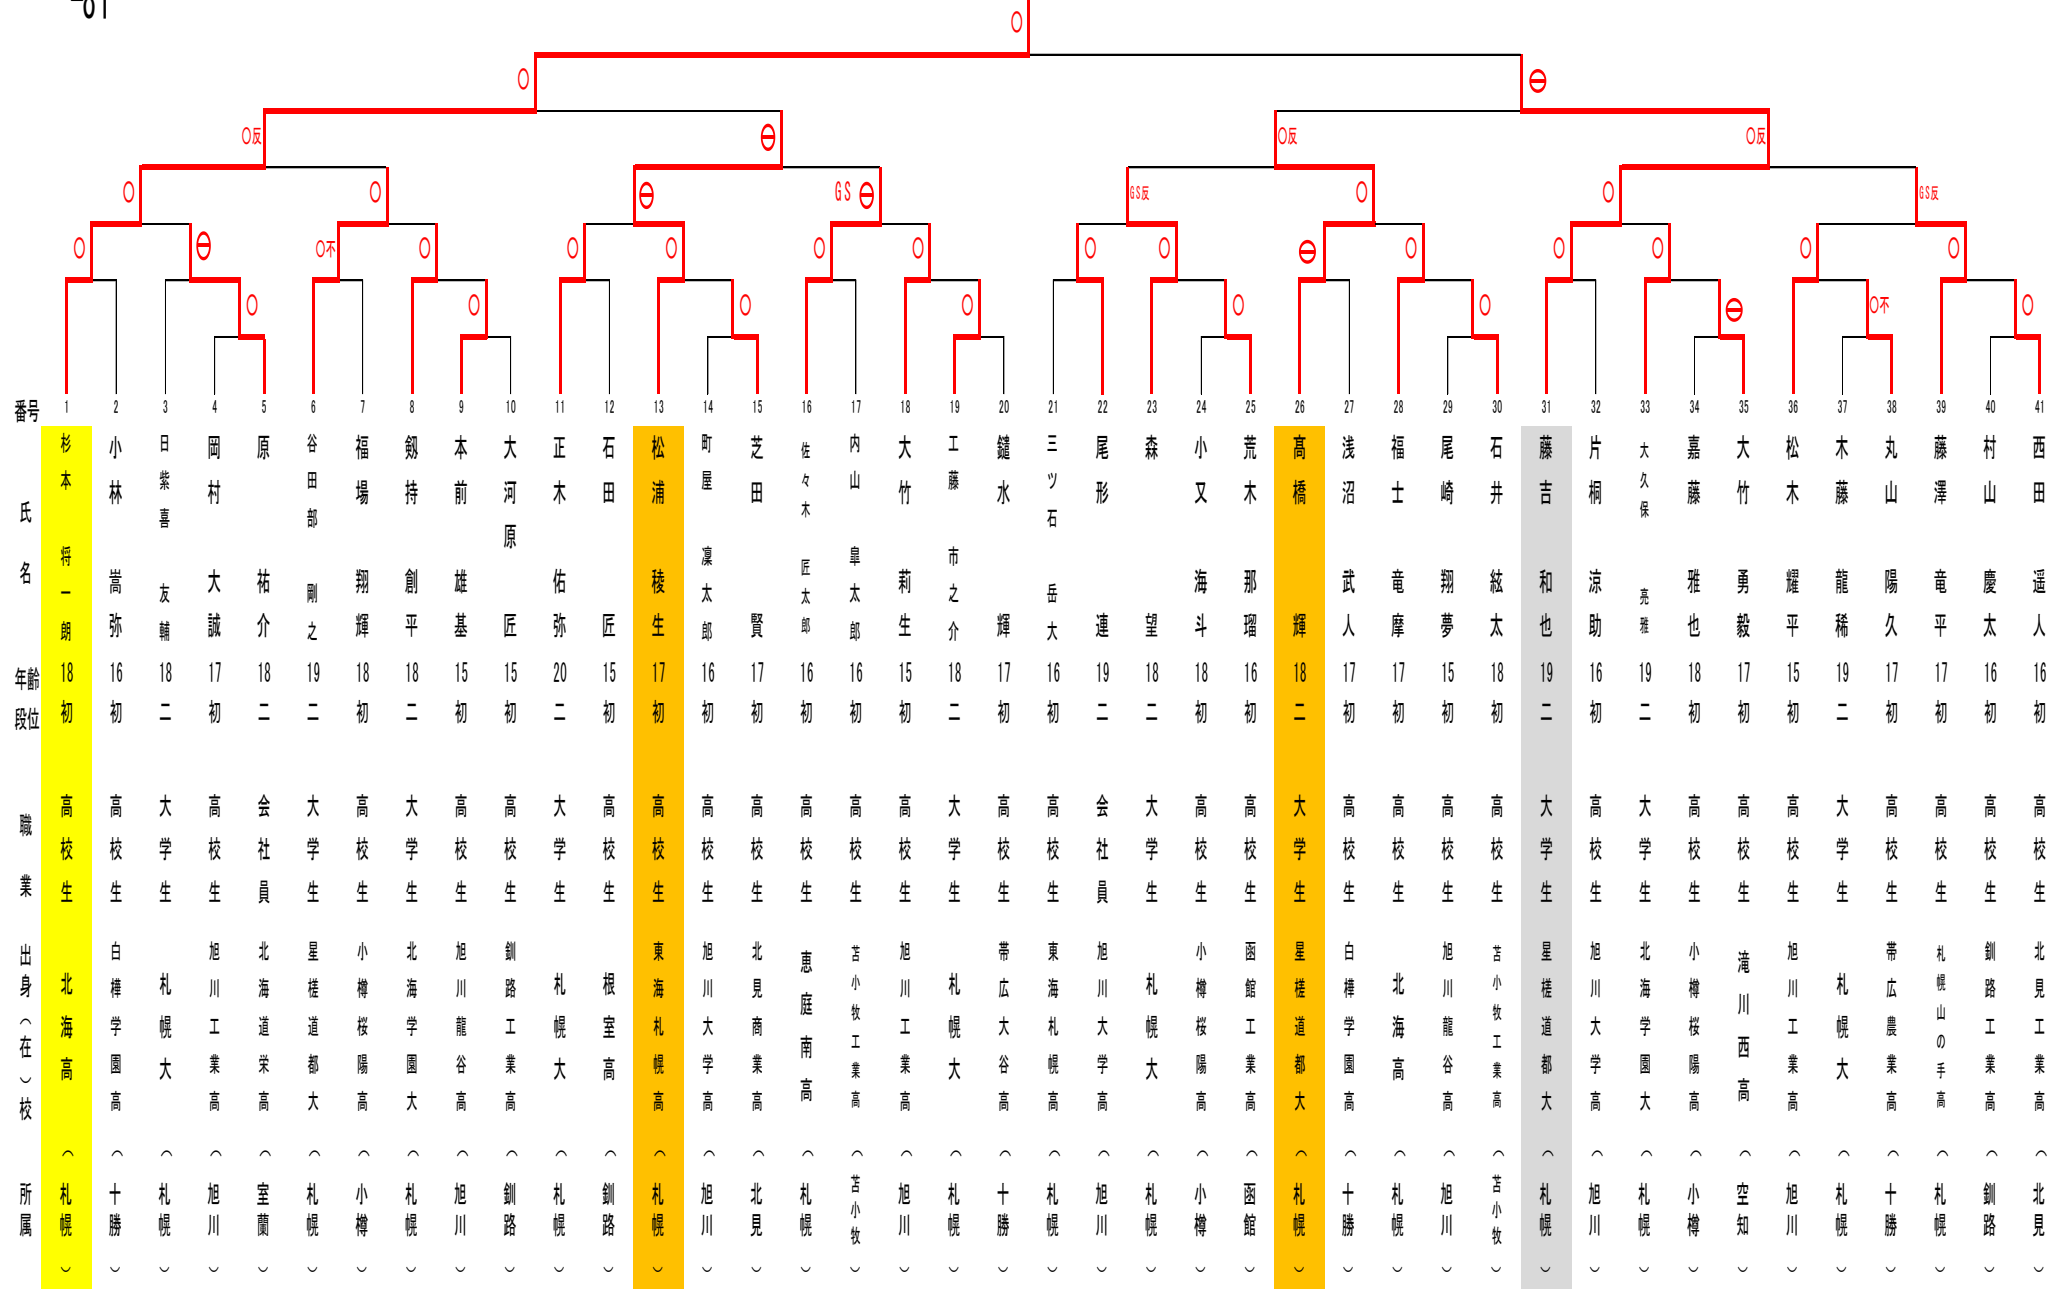 -81
○
○
⊖
○反
⊖
○反
○反
○
○
⊖
GS ⊖
GS反
○
○
GS反
○
⊖
○不
○
○
○
○
○
○
○
⊖
○
○
○
○
○
○
○
○
○
○
○
⊖
○不
○
番号 1 2 3 4 5 6 7 8 9 10 11 12 13 14 15 16 17 18 19 20 21 22 23 24 25 26 27 28 29 30 31 32 33 34 35 36 37 38 39 40 41
氏名
杉本 将一朗
小林 嵩弥
日紫喜 友輔
岡村 大誠
原 祐介
谷田部 剛之
福場 翔輝
剱持 創平
本前 雄基
大河原 匠
正木 佑弥
石田 匠
松浦 稜生
町屋 凜太郎
芝田 賢
佐々木 匠太郎
内山 皐太郎
大竹 莉生
工藤 市之介
鑓水 輝
三ツ石 岳大
尾形 連
森 望
小又 海斗
荒木 那瑠
髙橋 輝
浅沼 武人
福士 竜摩
尾崎 翔夢
石井 絃太
藤吉 和也
片桐 涼助
大久保 亮雅
嘉藤 雅也
大竹 勇毅
松木 耀平
木藤 龍稀
丸山 陽久
藤澤 竜平
村山 慶太
西田 遥人
年齢 18 16 18 17 18 19 18 18 15 15 20 15 17 16 17 16 16 15 18 17 16 19 18 18 16 18 17 17 15 18 19 16 19 18 17 15 19 17 17 16 16
段位 初 初 二 初 二 二 初 二 初 初 二 初 初 初 初 初 初 初 二 初 初 二 二 初 初 二 初 初 初 初 二 初 二 初 初 初 二 初 初 初 初
職業 高校生 高校生 大学生 高校生 会社員 大学生 高校生 大学生 高校生 高校生 大学生 高校生 高校生 高校生 高校生 高校生 高校生 高校生 大学生 高校生 高校生 会社員 大学生 高校生 高校生 大学生 高校生 高校生 高校生 高校生 大学生 高校生 大学生 高校生 高校生 高校生 大学生 高校生 高校生 高校生 高校生
出身(在)校 北海高 白樺学園高 札幌大 旭川工業高 北海道栄高 星槎道都大 小樽桜陽高 北海学園大 旭川龍谷高 釧路工業高 札幌大 根室高 東海札幌高 旭川大学高 北見商業高 恵庭南高 苫小牧工業高 旭川工業高 札幌大 帯広大谷高 東海札幌高 旭川大学高 札幌大 小樽桜陽高 函館工業高 星槎道都大 白樺学園高 北海高 旭川龍谷高 苫小牧工業高 星槎道都大 旭川大学高 北海学園大 小樽桜陽高 滝川西高 旭川工業高 札幌大 帯広農業高 札幌山の手高 釧路工業高 北見工業高
所属 (札幌) (十勝) (札幌) (旭川) (室蘭) (札幌) (小樽) (札幌) (旭川) (釧路) (札幌) (釧路) (札幌) (旭川) (北見) (札幌) (苫小牧) (旭川) (札幌) (十勝) (札幌) (旭川) (札幌) (小樽) (函館) (札幌) (十勝) (札幌) (旭川) (苫小牧) (札幌) (旭川) (札幌) (小樽) (空知) (旭川) (札幌) (十勝) (札幌) (釧路) (北見)